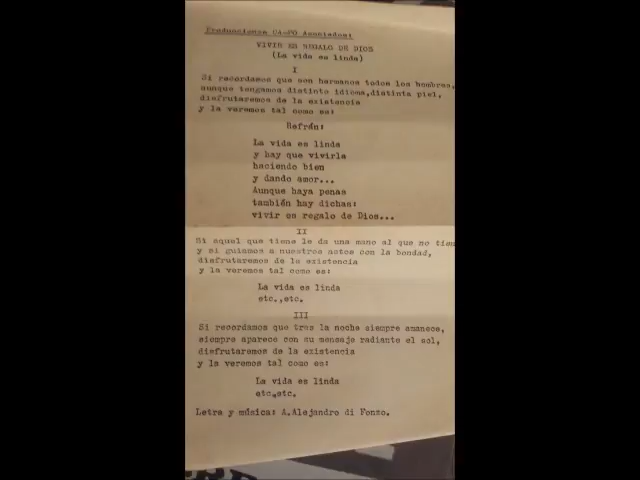 Producciones CA-FO Asociados:
VIVIR ES REGALO DE DIOS
(La vida es linda)
I
Si recordamos que son hermanos todos los hombres,
aunque tengamos distinto idioma,distinta piel,
disfrutaremos de la existencia
y la veremos tal como es:
Refrán:
La vida es linda
y hay que vivirla
haciendo bien
y dando amor...
Aunque haya penas
también hay dichas:
vivir es regalo de Dios...
II
Si aquel que tiene le da una mano al que no tien
y si guiamos a nuestros actos con la bondad,
disfrutaremos de la existencia
y la veremos tal como es:
La vida es linda
etc.,etc.
III
Si recordamos que tras la noche siempre amanece,
siempre aparece con su mensaje radiante el sol,
disfrutaremos de la existencia
y la veremos tal como es:
La vida es linda
etc,etc.
Letra y música: A.Alejandro di Fonzo.